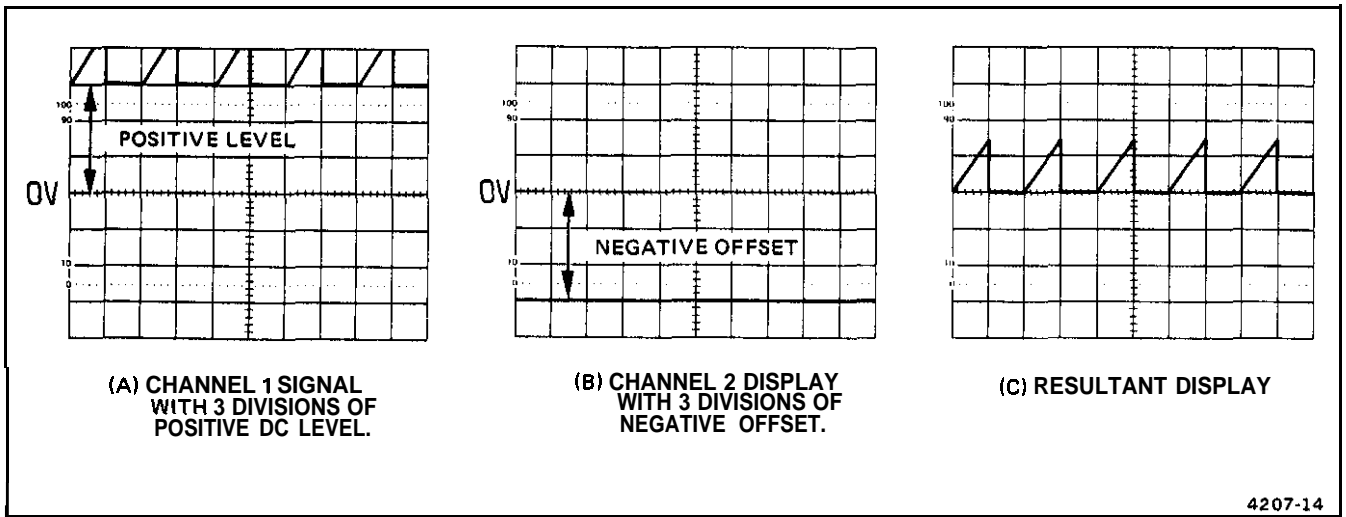 100
90
POSITIVE LEVEL
0V
10
0
(A) CHANNEL 1 SIGNAL
WITH 3 DIVISIONS OF
POSITIVE DC LEVEL.
100
90
0V
NEGATIVE OFFSET
10
0
(B) CHANNEL 2 DISPLAY
WITH 3 DIVISIONS OF
NEGATIVE OFFSET.
100
90
10
0
(C) RESULTANT DISPLAY
4207-14